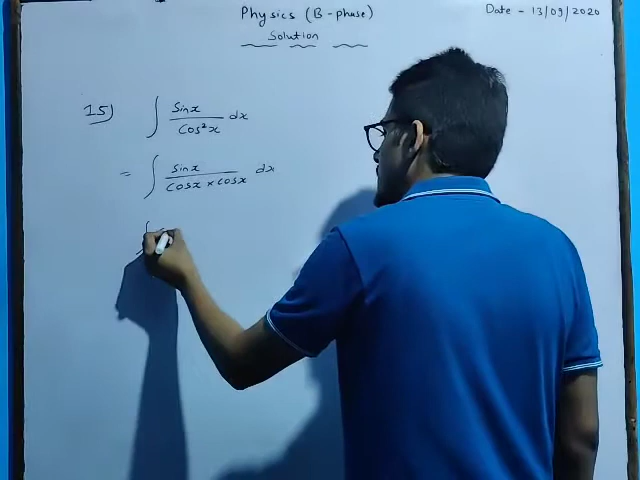 Physics (B-phase)
Date - 13/09/2020
Solution
15) ∫ Sinx / Cos²x dx
= ∫ Sinx / Cosx × Cosx dx
∫